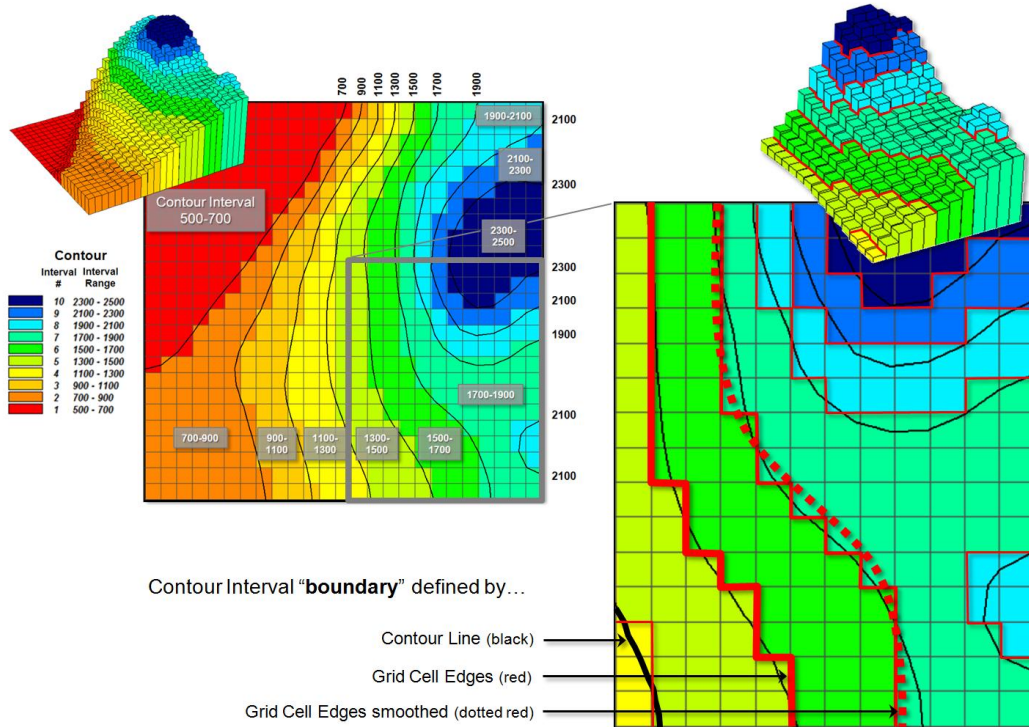 700
900
1100
1300
1500
1700
1900
1900-2100
2100
2100-
2300
2300
Contour Interval
500-700
2300-
2500
2300
2100
1900
1700-1900
2100
700-900
900-
1100
1100-
1300
1300-
1500
1500-
1700
2100
Contour
Interval Interval
# Range
10 2300 - 2500
9 2100 - 2300
8 1900 - 2100
7 1700 - 1900
6 1500 - 1700
5 1300 - 1500
4 1100 - 1300
3 900 - 1100
2 700 - 900
1 500 - 700
Contour Interval “boundary” defined by…
Contour Line (black)
Grid Cell Edges (red)
Grid Cell Edges smoothed (dotted red)